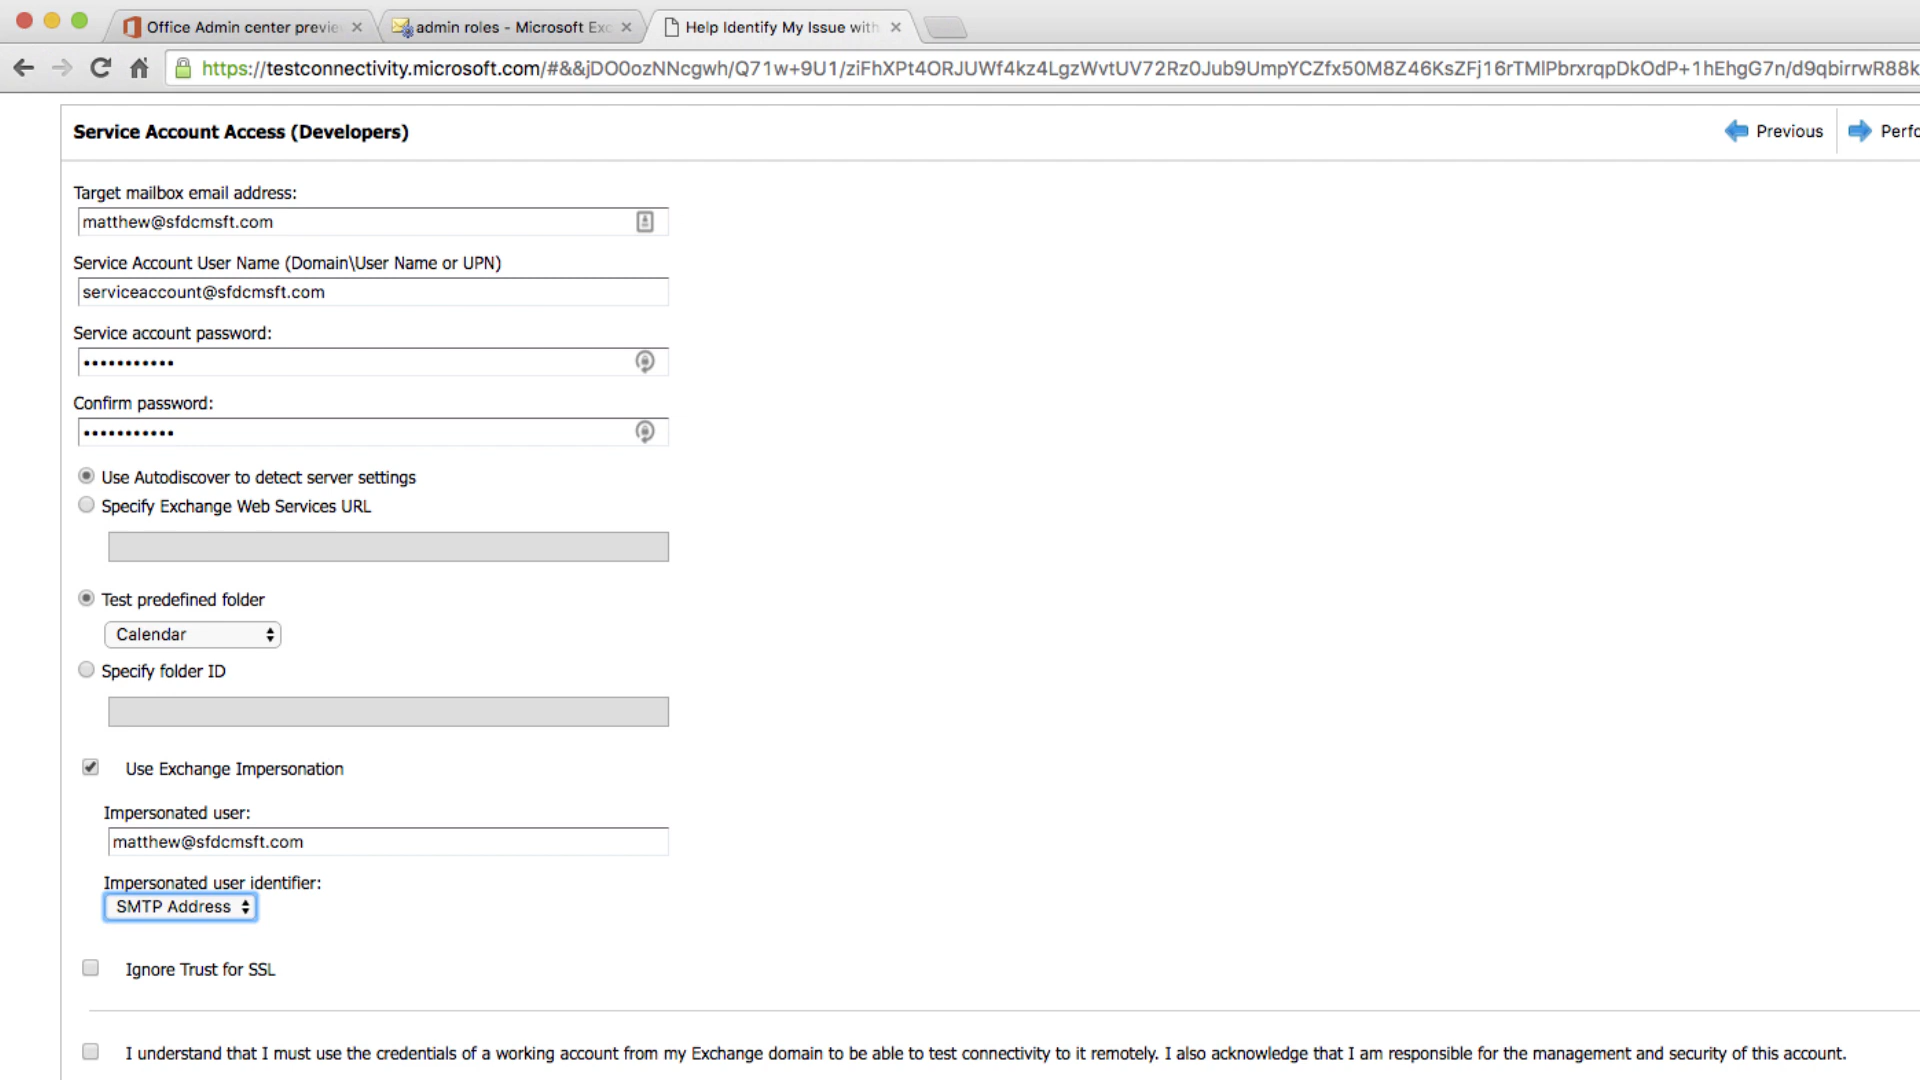 Office Admin center previe
admin roles - Microsoft Exc
Help Identify My Issue with
https://testconnectivity.microsoft.com/#&&jDO0ozNNcgwh/Q71w+9U1/ziFhXPt4ORJUWf4kz4LgzWvtUV72Rz0Jub9UmpYCZfx50M8Z46KsZFj16rTMlPbrxrqpDkOdP+1hEhgG7n/d9qbirrwR88k
Service Account Access (Developers)
Previous
Perfo
Target mailbox email address:
matthew@sfdcmsft.com
Service Account User Name (Domain\User Name or UPN)
serviceaccount@sfdcmsft.com
Service account password:
•••••••••••
Confirm password:
•••••••••••
Use Autodiscover to detect server settings
Specify Exchange Web Services URL
Test predefined folder
Calendar
Specify folder ID
Use Exchange Impersonation
Impersonated user:
matthew@sfdcmsft.com
Impersonated user identifier:
SMTP Address
Ignore Trust for SSL
I understand that I must use the credentials of a working account from my Exchange domain to be able to test connectivity to it remotely. I also acknowledge that I am responsible for the management and security of this account.